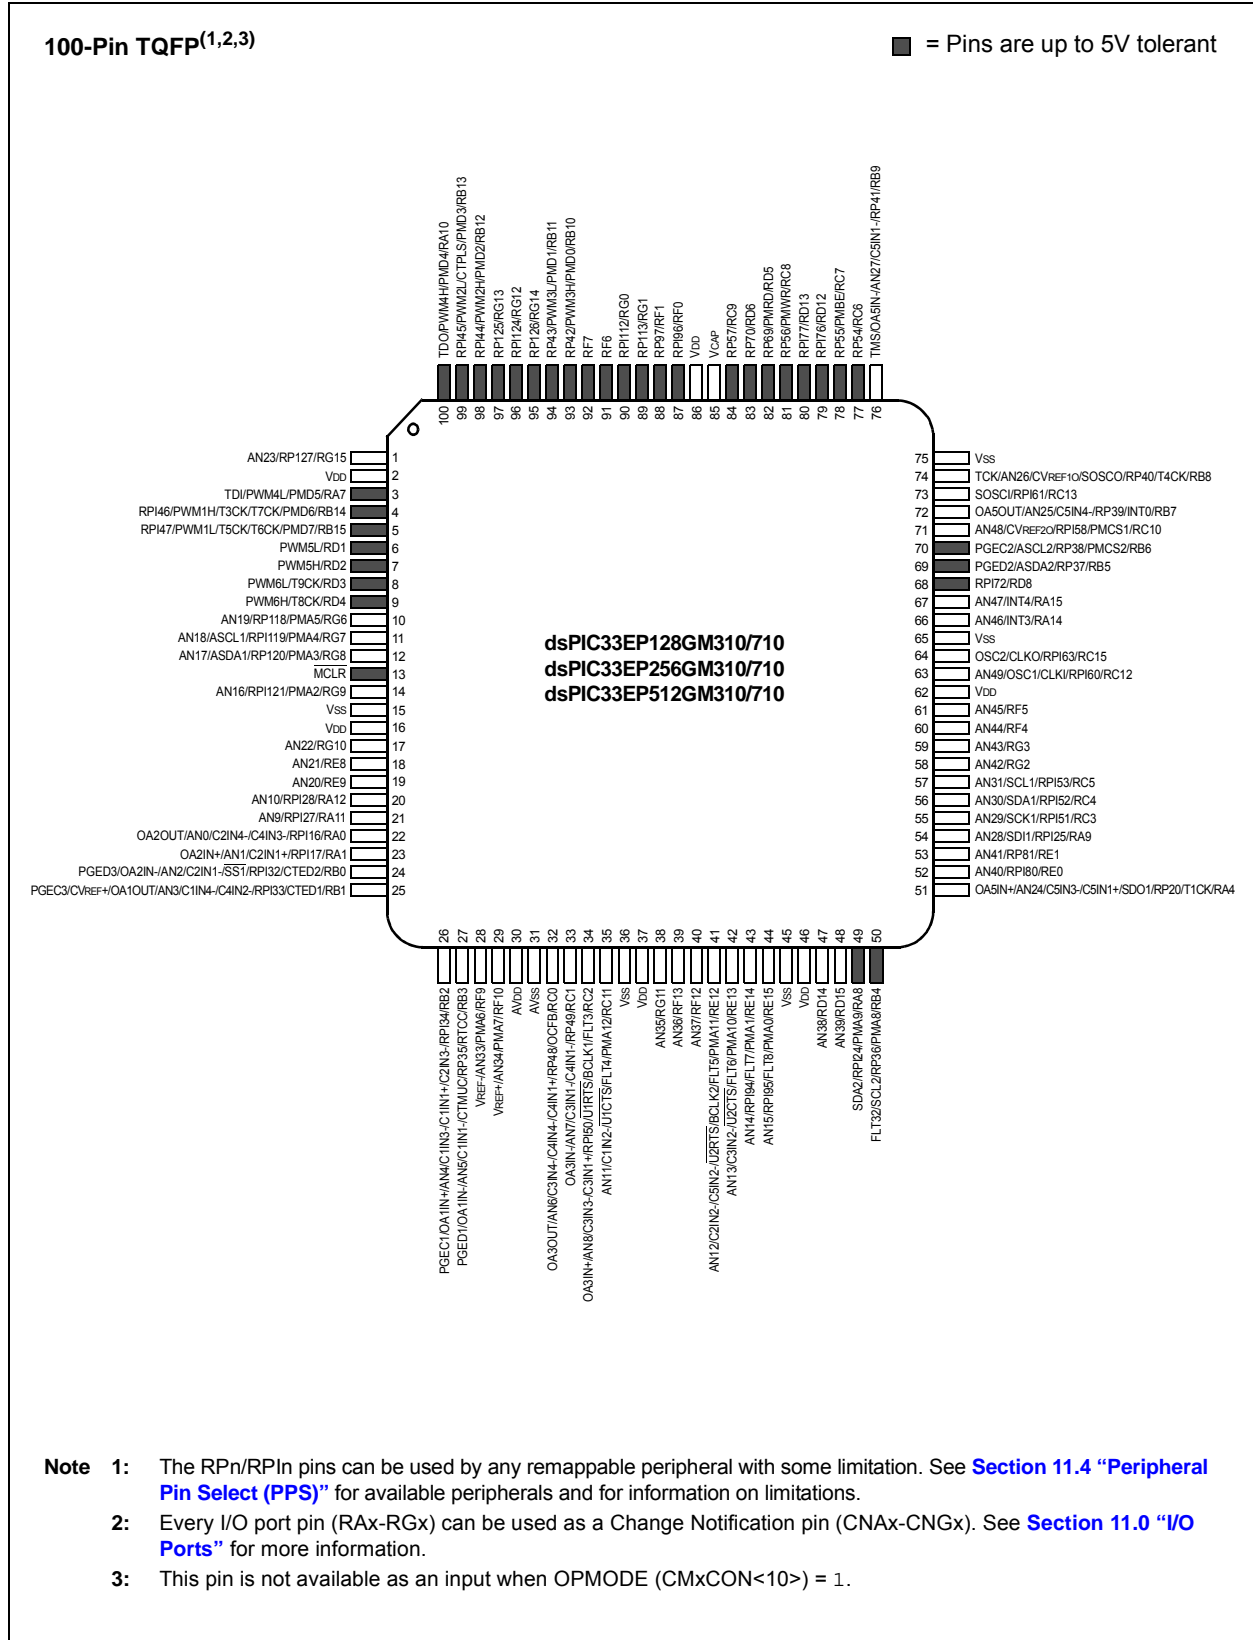 100-Pin TQFP(1,2,3)
= Pins are up to 5V tolerant
TDO/PWM4H/PMD4/RA10
RPI45/PWM2L/CTPLS/PMD3/RB13
RPI44/PWM2H/PMD2/RB12
RP125/RG13
RPI124/RG12
RP126/RG14
RP43/PWM3L/PMD1/RB11
RP42/PWM3H/PMD0/RB10
RF7
RF6
RPI112/RG0
RP113/RG1
RP97/RF1
RPI96/RF0
VDD
VCAP
RP57/RC9
RP70/RD6
RP69/PMRD/RD5
RP56/PMWR/RC8
RPI77/RD13
RPI76/RD12
RP55/PMBE/RC7
RP54/RC6
TMS/OA5IN-/AN27/C5IN1-/RP41/RB9
100 99 98 97 96 95 94 93 92 91 90 89 88 87 86 85 84 83 82 81 80 79 78 77 76
AN23/RP127/RG15 1
VDD 2
TDI/PWM4L/PMD5/RA7 3
RPI46/PWM1H/T3CK/T7CK/PMD6/RB14 4
RPI47/PWM1L/T5CK/T6CK/PMD7/RB15 5
PWM5L/RD1 6
PWM5H/RD2 7
PWM6L/T9CK/RD3 8
PWM6H/T8CK/RD4 9
AN19/RP118/PMA5/RG6 10
AN18/ASCL1/RPI119/PMA4/RG7 11
AN17/ASDA1/RP120/PMA3/RG8 12
MCLR 13
AN16/RPI121/PMA2/RG9 14
VSS 15
VDD 16
AN22/RG10 17
AN21/RE8 18
AN20/RE9 19
AN10/RPI28/RA12 20
AN9/RPI27/RA11 21
OA2OUT/AN0/C2IN4-/C4IN3-/RPI16/RA0 22
OA2IN+/AN1/C2IN1+/RPI17/RA1 23
PGED3/OA2IN-/AN2/C2IN1-/SS1/RPI32/CTED2/RB0 24
PGEC3/CVREF+/OA1OUT/AN3/C1IN4-/C4IN2-/RPI33/CTED1/RB1 25
dsPIC33EP128GM310/710
dsPIC33EP256GM310/710
dsPIC33EP512GM310/710
75 VSS
74 TCK/AN26/CVREF1O/SOSCO/RP40/T4CK/RB8
73 SOSCI/RPI61/RC13
72 OA5OUT/AN25/C5IN4-/RP39/INT0/RB7
71 AN48/CVREF2O/RPI58/PMCS1/RC10
70 PGEC2/ASCL2/RP38/PMCS2/RB6
69 PGED2/ASDA2/RP37/RB5
68 RPI72/RD8
67 AN47/INT4/RA15
66 AN46/INT3/RA14
65 VSS
64 OSC2/CLKO/RPI63/RC15
63 AN49/OSC1/CLKI/RPI60/RC12
62 VDD
61 AN45/RF5
60 AN44/RF4
59 AN43/RG3
58 AN42/RG2
57 AN31/SCL1/RPI53/RC5
56 AN30/SDA1/RPI52/RC4
55 AN29/SCK1/RPI51/RC3
54 AN28/SDI1/RPI25/RA9
53 AN41/RP81/RE1
52 AN40/RPI80/RE0
51 OA5IN+/AN24/C5IN3-/C5IN1+/SDO1/RP20/T1CK/RA4
26 27 28 29 30 31 32 33 34 35 36 37 38 39 40 41 42 43 44 45 46 47 48 49 50
PGEC1/OA1IN+/AN4/C1IN3-/C1IN1+/C2IN3-/RPI34/RB2
PGED1/OA1IN-/AN5/C1IN1-/CTMUC/RP35/RTCC/RB3
VREF-/AN33/PMA6/RF9
VREF+/AN34/PMA7/RF10
AVDD
AVSS
OA3OUT/AN6/C3IN4-/C4IN4-/C4IN1+/RP48/OCFB/RC0
OA3IN-/AN7/C3IN1-/C4IN1-/RP49/RC1
OA3IN+/AN8/C3IN3-/C3IN1+/RPI50/U1RTS/BCLK1/FLT3/RC2
AN11/C1IN2-/U1CTS/FLT4/PMA12/RC11
VSS
VDD
AN35/RG11
AN36/RF13
AN37/RF12
AN12/C2IN2-/C5IN2-/U2RTS/BCLK2/FLT5/PMA11/RE12
AN13/C3IN2-/U2CTS/FLT6/PMA10/RE13
AN14/RPI94/FLT7/PMA1/RE14
AN15/RPI95/FLT8/PMA0/RE15
VSS
VDD
AN38/RD14
AN39/RD15
SDA2/RPI24/PMA9/RA8
FLT32/SCL2/RP36/PMA8/RB4
Note 1: The RPn/RPIn pins can be used by any remappable peripheral with some limitation. See Section 11.4 “Peripheral
Pin Select (PPS)” for available peripherals and for information on limitations.
2: Every I/O port pin (RAx-RGx) can be used as a Change Notification pin (CNAx-CNGx). See Section 11.0 “I/O
Ports” for more information.
3: This pin is not available as an input when OPMODE (CMxCON<10>) = 1.